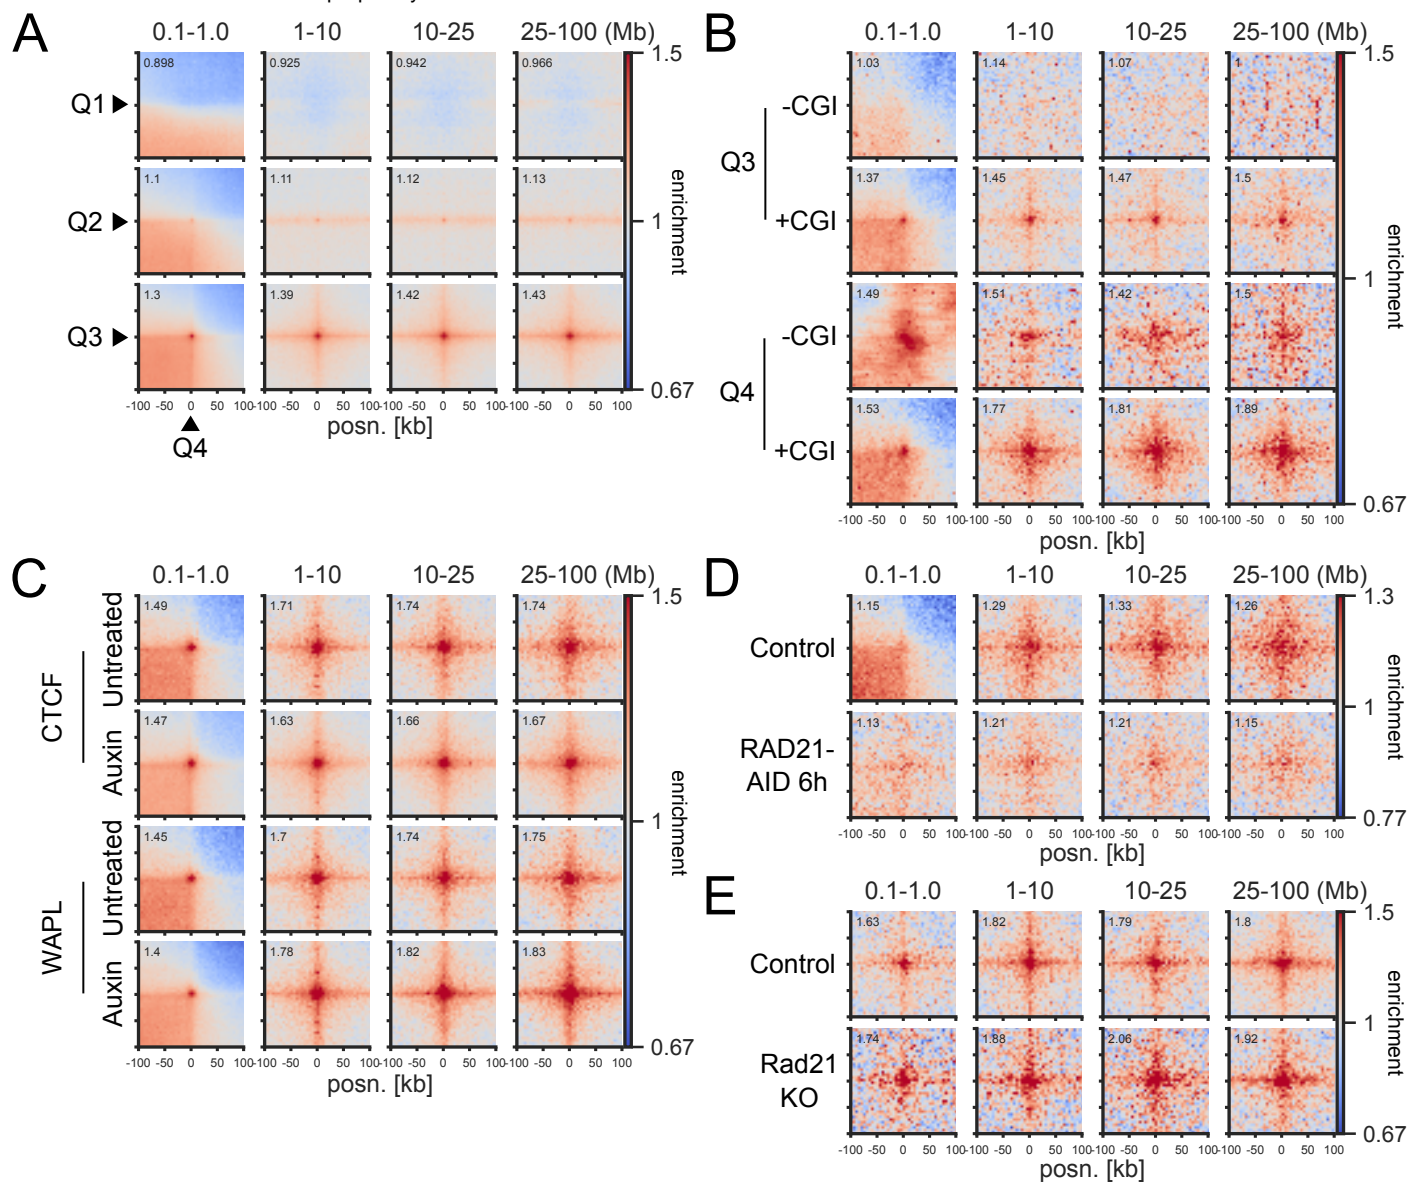 A
0.1-1.0 1-10 10-25 25-100 (Mb)
Q1 0.898 0.925 0.942 0.966
Q2 1.1 1.11 1.12 1.13
Q3 1.3 1.39 1.42 1.43
-100 -50 0 50 100 -50 0 50 100 -50 0 50 100 -50 0 50 100
posn. [kb]
Q4
1.5
1
0.67
enrichment
B
0.1-1.0 1-10 10-25 25-100 (Mb)
Q3
-CGI 1.03 1.14 1.07 1
+CGI 1.37 1.45 1.47 1.5
Q4
-CGI 1.49 1.51 1.42 1.5
+CGI 1.53 1.77 1.81 1.89
-100 -50 0 50 -100 -50 0 50 -100 -50 0 50 -100 -50 0 50 100
posn. [kb]
1.5
1
0.67
enrichment
C
0.1-1.0 1-10 10-25 25-100 (Mb)
CTCF
Untreated 1.49 1.71 1.74 1.74
Auxin 1.47 1.63 1.66 1.67
WAPL
Untreated 1.45 1.7 1.74 1.75
Auxin 1.4 1.78 1.82 1.83
-100 -50 0 50 100 -50 0 50 100 -50 0 50 100 -50 0 50 100
posn. [kb]
1.5
1
0.67
enrichment
D
0.1-1.0 1-10 10-25 25-100 (Mb)
Control 1.15 1.29 1.33 1.26
RAD21-
AID 6h 1.13 1.21 1.21 1.15
-100 -50 0 50 -100 -50 0 50 -100 -50 0 50 -100 -50 0 50 100
posn. [kb]
1.3
1
0.77
enrichment
E
0.1-1.0 1-10 10-25 25-100 (Mb)
Control 1.63 1.82 1.79 1.8
Rad21
KO 1.74 1.88 2.06 1.92
-100 -50 0 50 -100 -50 0 50 -100 -50 0 50 -100 -50 0 50 100
posn. [kb]
1.5
1
0.67
enrichment